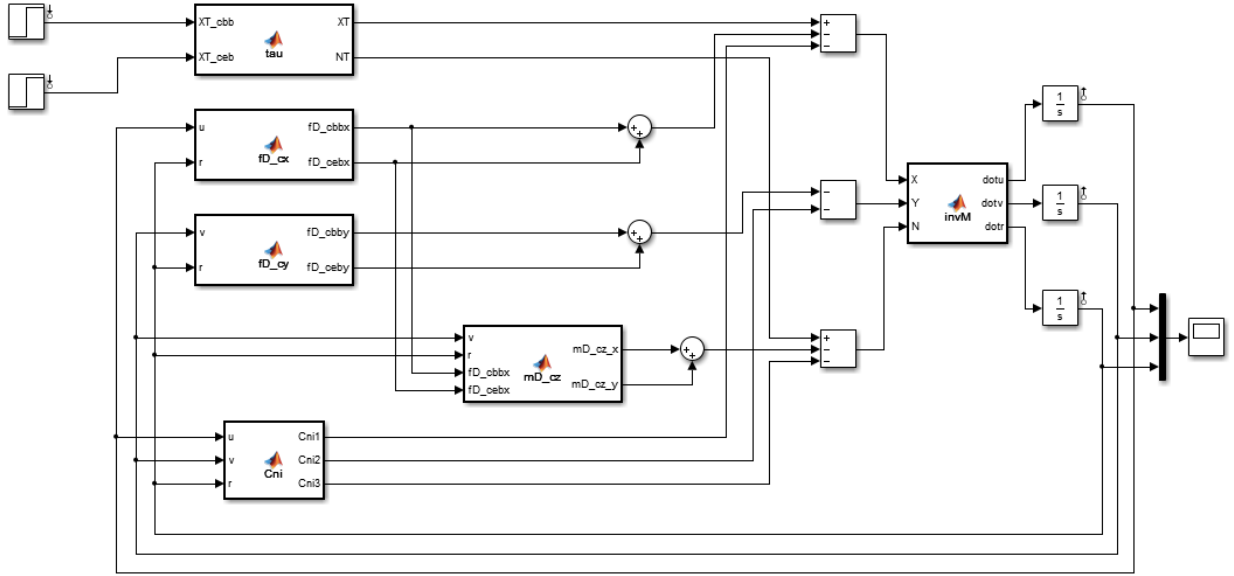 XT_cbb
XT_ceb
tau
XT
NT
+
−
−
u
r
fD_cx
fD_cbbx
fD_cebx
+
+
v
r
fD_cy
fD_cbby
fD_ceby
+
+
−
−
X
Y
N
invM
dotu
dotv
dotr
1
s
1
s
1
s
v
r
fD_cbbx
fD_cebx
mD_cz
mD_cz_x
mD_cz_y
+
+
+
−
−
u
v
r
Cni
Cni1
Cni2
Cni3